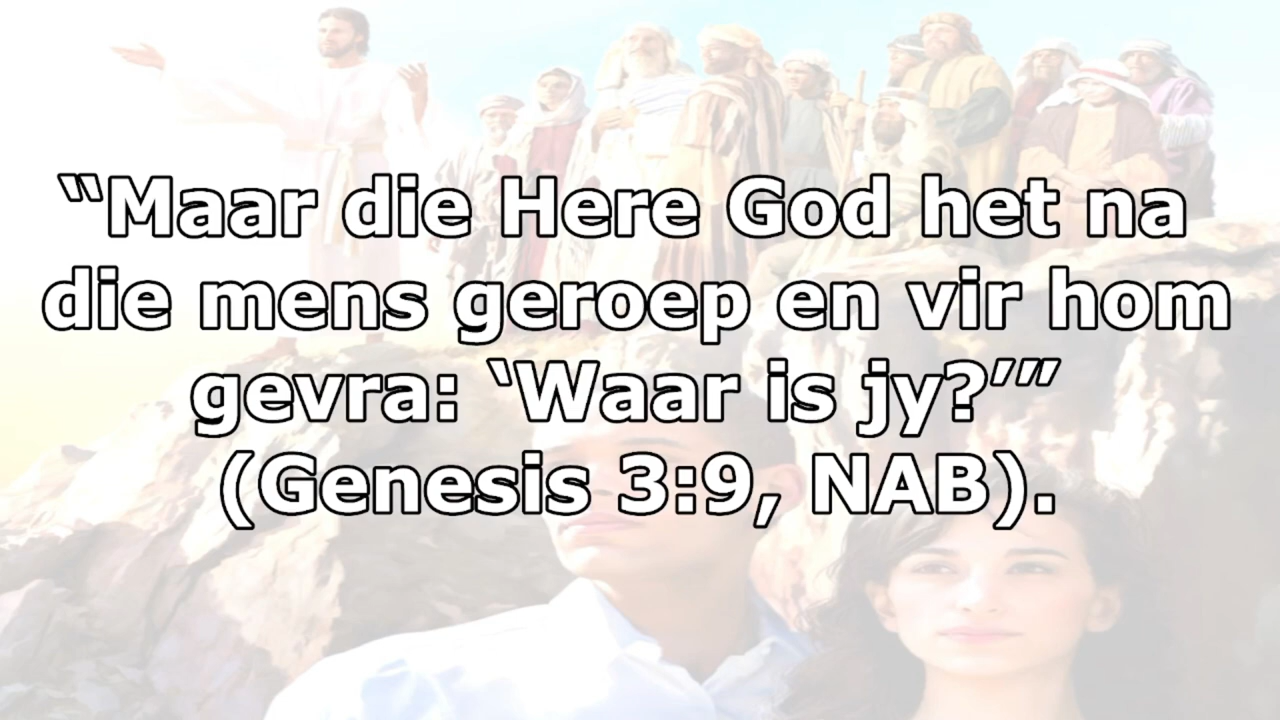 “Maar die Here God het na
die mens geroep en vir hom
gevra: ‘Waar is jy?’”
(Genesis 3:9, NAB).